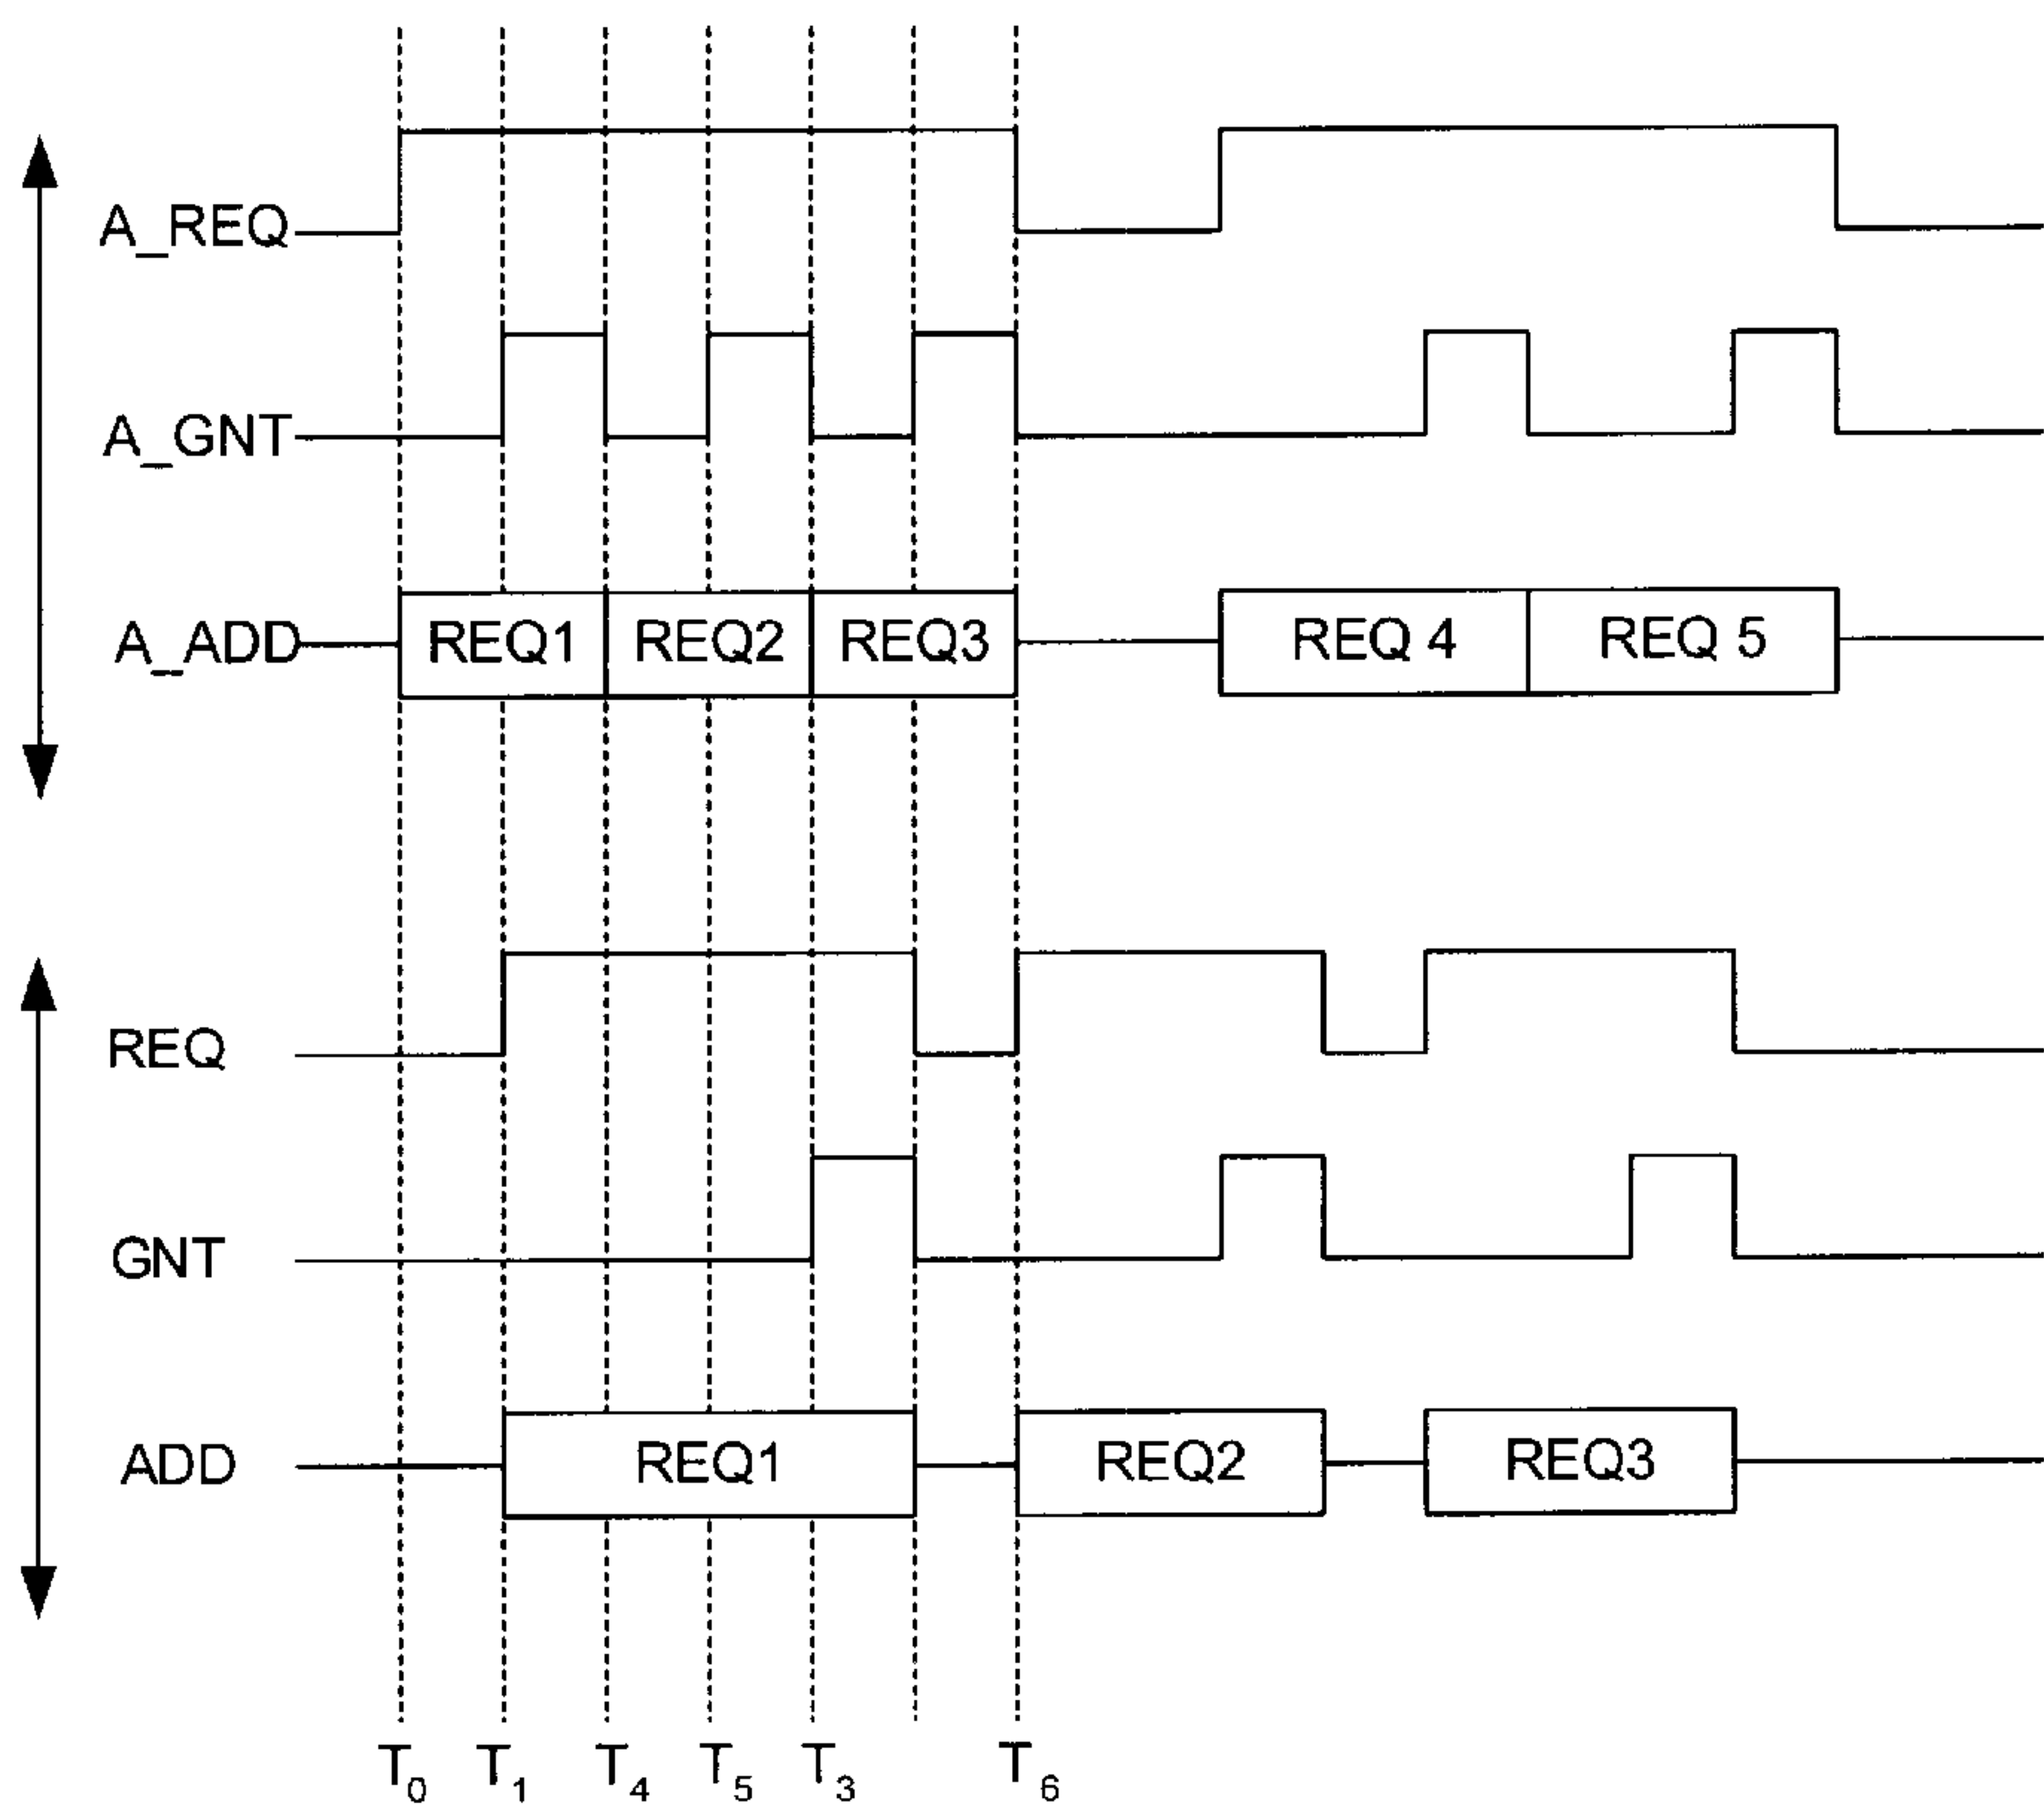 A_REQ
A_GNT
A_ADD REQ1 REQ2 REQ3 REQ 4 REQ 5
REQ
GNT
ADD REQ1 REQ2 REQ3
T0 T1 T4 T5 T3 T6